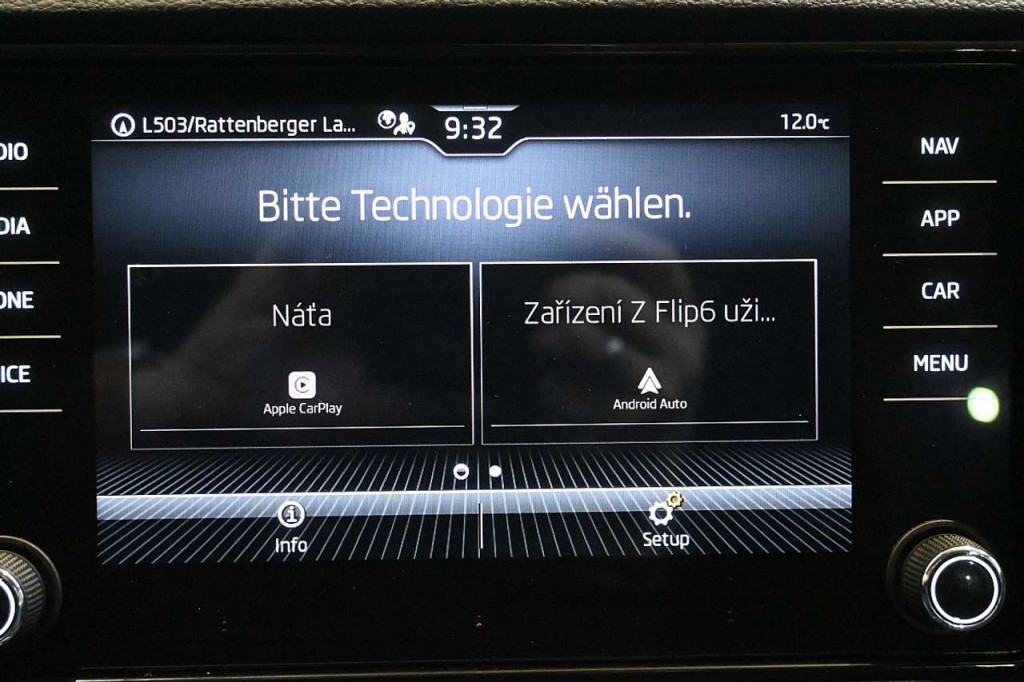 L503/Rattenberger La...
9:32
12.0°C
Bitte Technologie wählen.
Náťa
Apple CarPlay
Zařízení Z Flip6 uži...
Android Auto
Info
Setup
DIO
DIA
ONE
ICE
NAV
APP
CAR
MENU